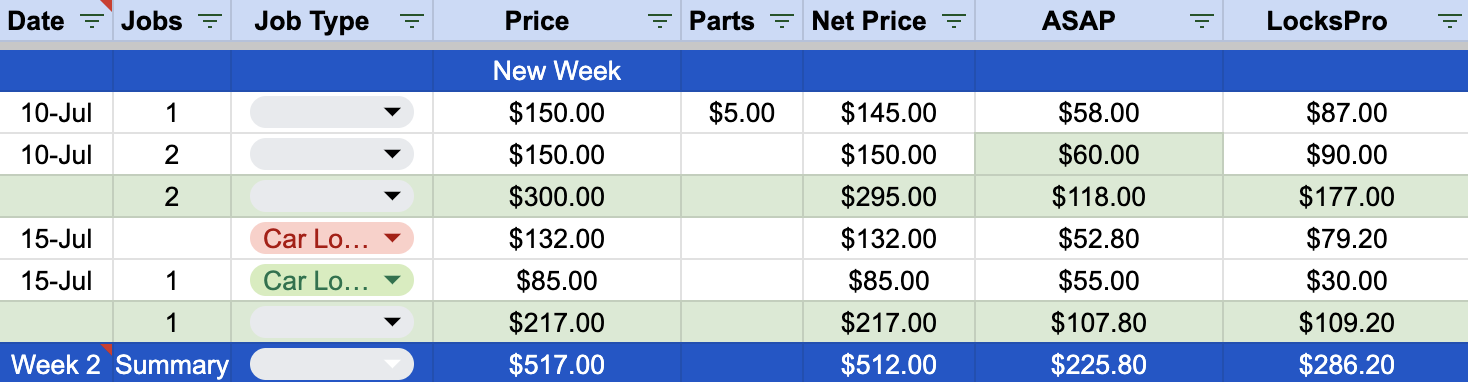 Date Jobs Job Type Price Parts Net Price ASAP LocksPro
New Week
10-Jul 1 $150.00 $5.00 $145.00 $58.00 $87.00
10-Jul 2 $150.00 $150.00 $60.00 $90.00
2 $300.00 $295.00 $118.00 $177.00
15-Jul Car Lo... $132.00 $132.00 $52.80 $79.20
15-Jul 1 Car Lo... $85.00 $85.00 $55.00 $30.00
1 $217.00 $217.00 $107.80 $109.20
Week 2 Summary $517.00 $512.00 $225.80 $286.20